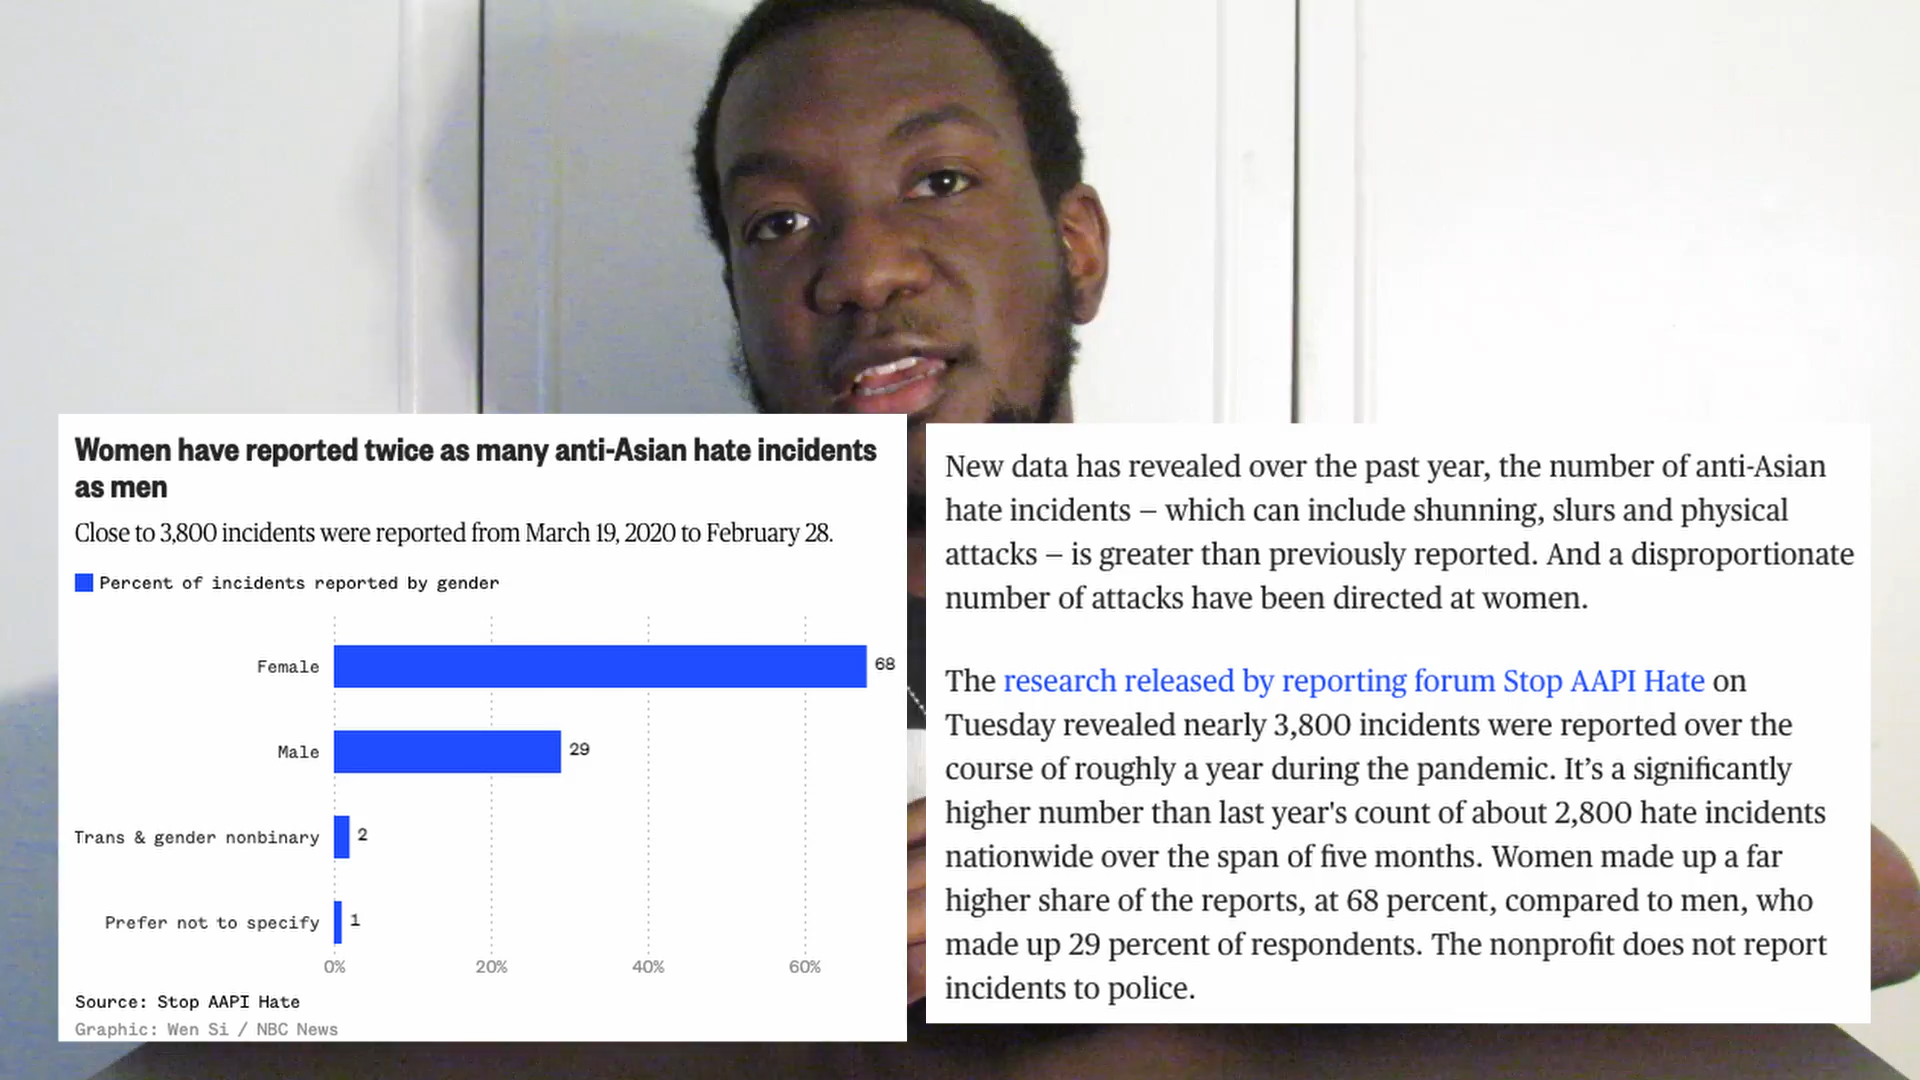 Women have reported twice as many anti-Asian hate incidents
as men
Close to 3,800 incidents were reported from March 19, 2020 to February 28.
Percent of incidents reported by gender
Female
68
Male
29
Trans & gender nonbinary
2
Prefer not to specify
1
0%
20%
40%
60%
Source: Stop AAPI Hate
Graphic: Wen Si / NBC News
New data has revealed over the past year, the number of anti-Asian
hate incidents – which can include shunning, slurs and physical
attacks – is greater than previously reported. And a disproportionate
number of attacks have been directed at women.
The research released by reporting forum Stop AAPI Hate on
Tuesday revealed nearly 3,800 incidents were reported over the
course of roughly a year during the pandemic. It’s a significantly
higher number than last year's count of about 2,800 hate incidents
nationwide over the span of five months. Women made up a far
higher share of the reports, at 68 percent, compared to men, who
made up 29 percent of respondents. The nonprofit does not report
incidents to police.